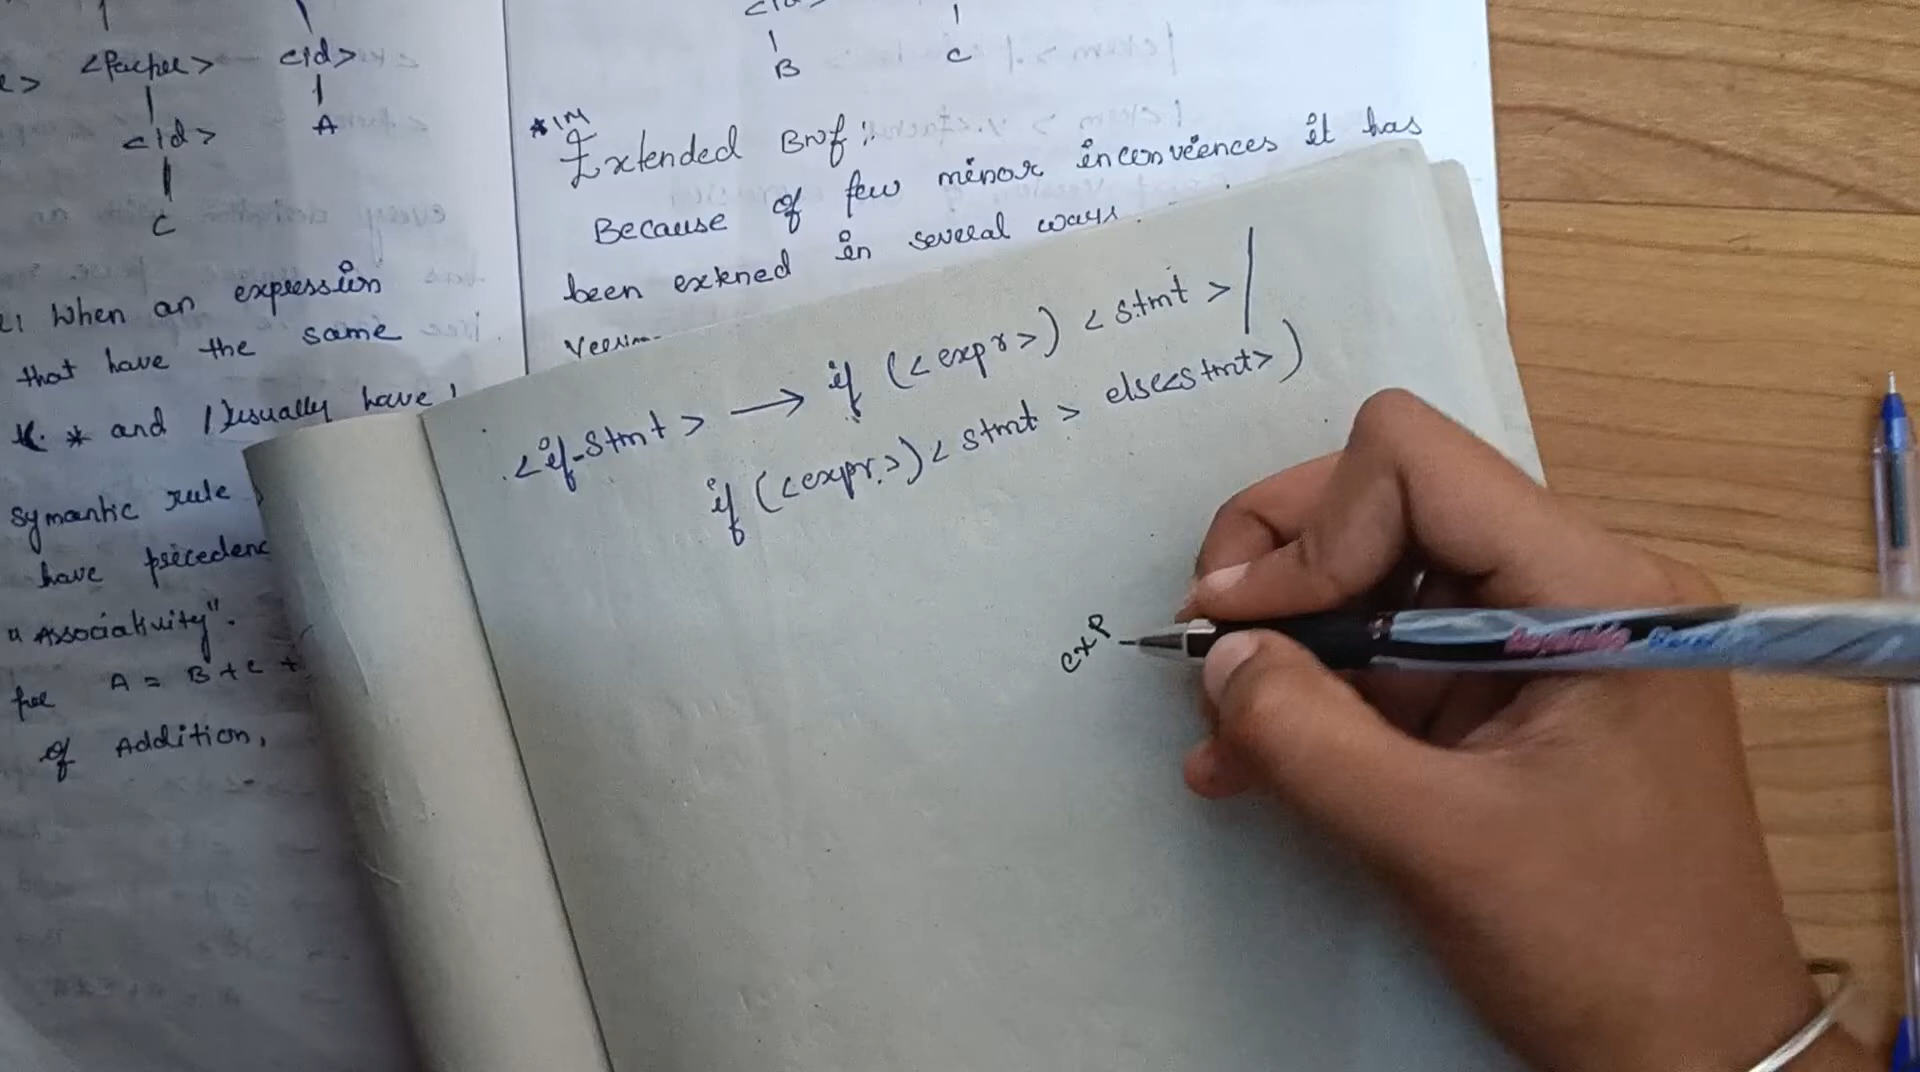 <id>
A
<id>
C
B
C
Extended Bnf:
Because of few minor inconveiences it has
been extened in several ways.
When an expression
that have the same
* and / usually have
symantic rule
have precedenc
"Associativity".
for A = B + C +
of Addition,
<if-stmt> → if (<expr>) <stmt> |
if (<expr>) <stmt> else<stmt>)
exp